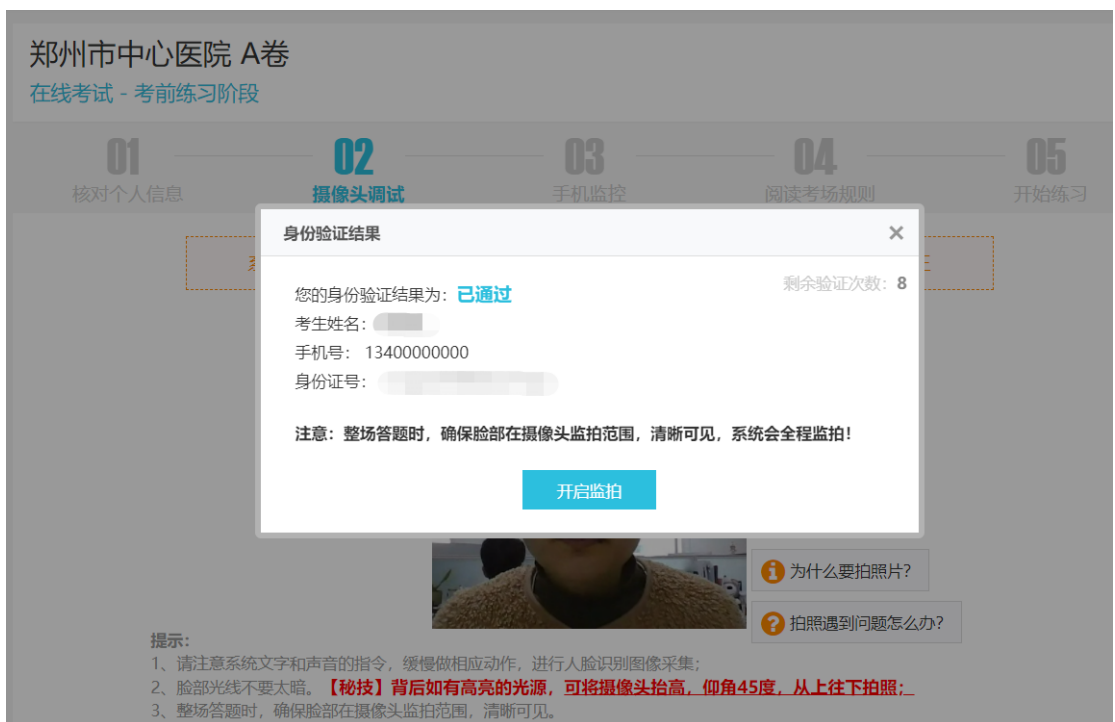 郑州市中心医院 A卷
在线考试 - 考前练习阶段
01
02
03
04
05
核对个人信息
摄像头调试
手机监控
阅读考场规则
开始练习
身份验证结果
剩余验证次数：8
您的身份验证结果为：已通过
考生姓名：
手机号： 13400000000
身份证号：
注意：整场答题时，确保脸部在摄像头监拍范围，清晰可见，系统会全程监拍！
开启监拍
为什么要拍照片？
拍照遇到问题怎么办？
提示：
1、请注意系统文字和声音的指令，缓慢做相应动作，进行人脸识别图像采集；
2、脸部光线不要太暗。【秘技】背后如有高亮的光源，可将摄像头抬高，仰角45度，从上往下拍照；
3、整场答题时，确保脸部在摄像头监拍范围，清晰可见。